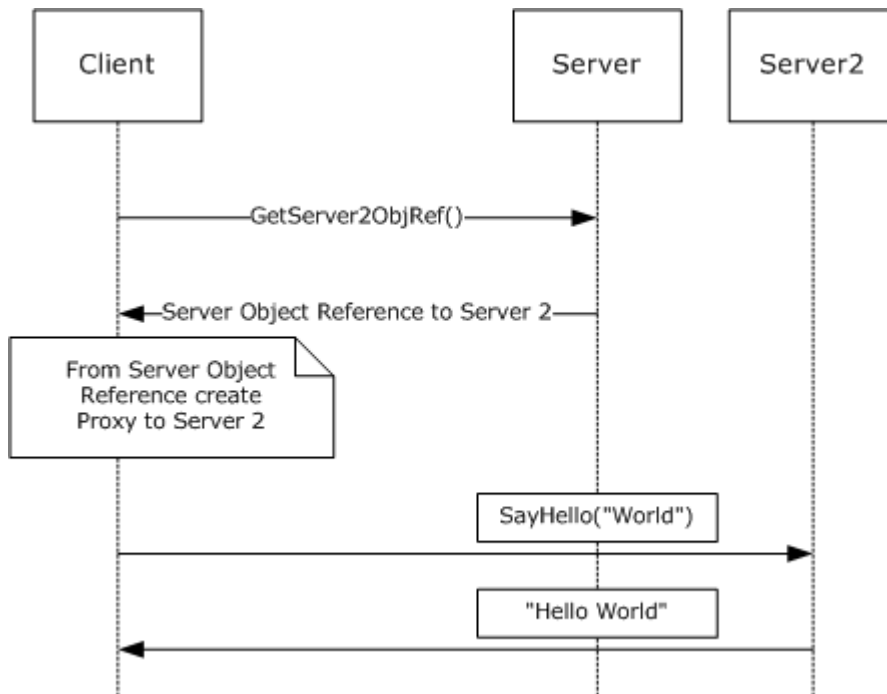 Client
Server
Server2
GetServer2ObjRef()
Server Object Reference to Server 2
From Server Object
Reference create
Proxy to Server 2
SayHello("World")
"Hello World"